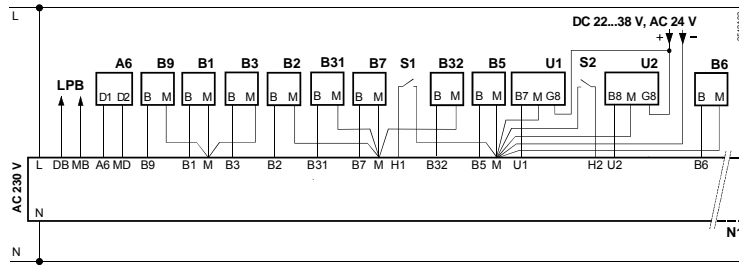 L
DC 22...38 V, AC 24 V
+ -
LPB A6 B9 B1 B3 B2 B31 B7 S1 B32 B5 U1 S2 U2 B6
D1 D2 B M B M B M B M B M B M B M B M B7 M G8 B8 M G8 B M
L DB MB A6 MD B9 B1 M B3 B2 B31 B7 M H1 B32 B5 M U1 H2 U2 B6
AC 230 V
N
N1
N